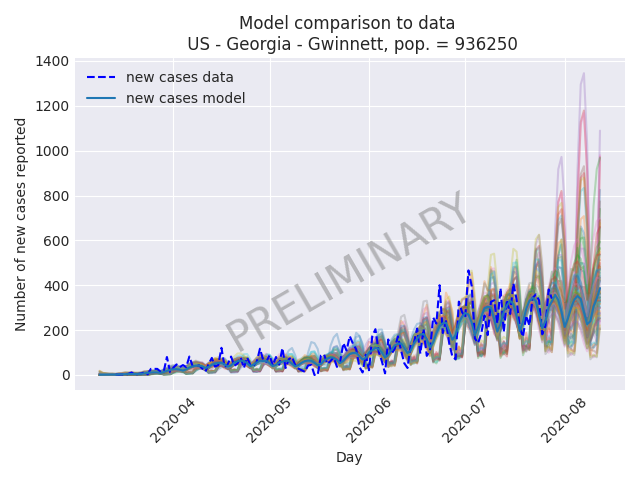 Model comparison to data
US - Georgia - Gwinnett, pop. = 936250
1400
1200
1000
800
600
400
200
0
Number of new cases reported
new cases data
new cases model
PRELIMINARY
2020-04
2020-05
2020-06
2020-07
2020-08
Day